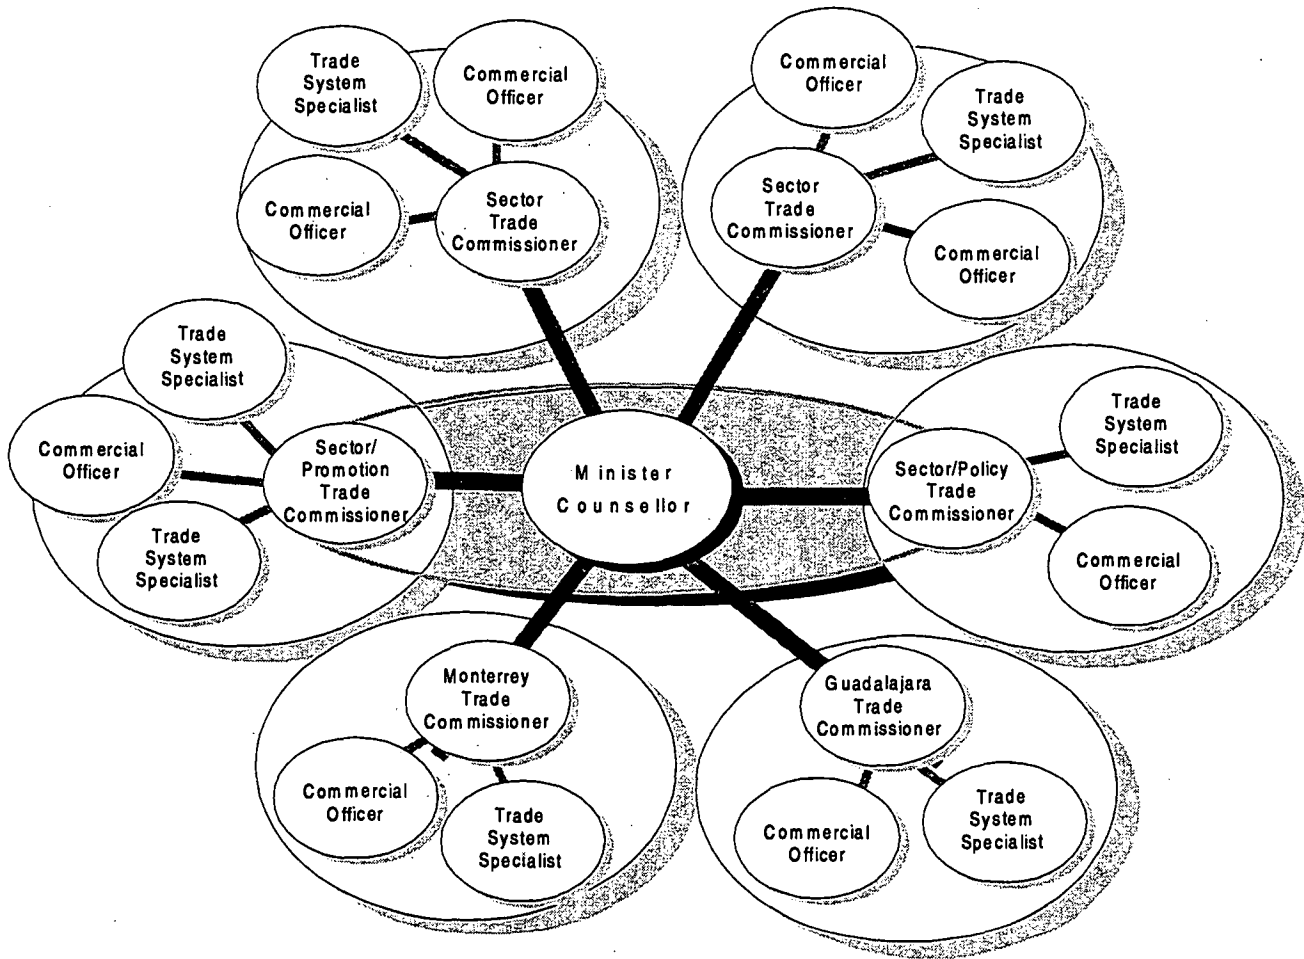 Trade
System
Specialist
Commercial
Officer
Commercial
Officer
Sector
Trade
Commissioner
Commercial
Officer
Trade
System
Specialist
Sector
Trade
Commissioner
Commercial
Officer
Trade
System
Specialist
Commercial
Officer
Sector/
Promotion
Trade
Commissioner
Trade
System
Specialist
Minister
Counsellor
Sector/Policy
Trade
Commissioner
Trade
System
Specialist
Commercial
Officer
Monterrey
Trade
Commissioner
Commercial
Officer
Trade
System
Specialist
Guadalajara
Trade
Commissioner
Commercial
Officer
Trade
System
Specialist